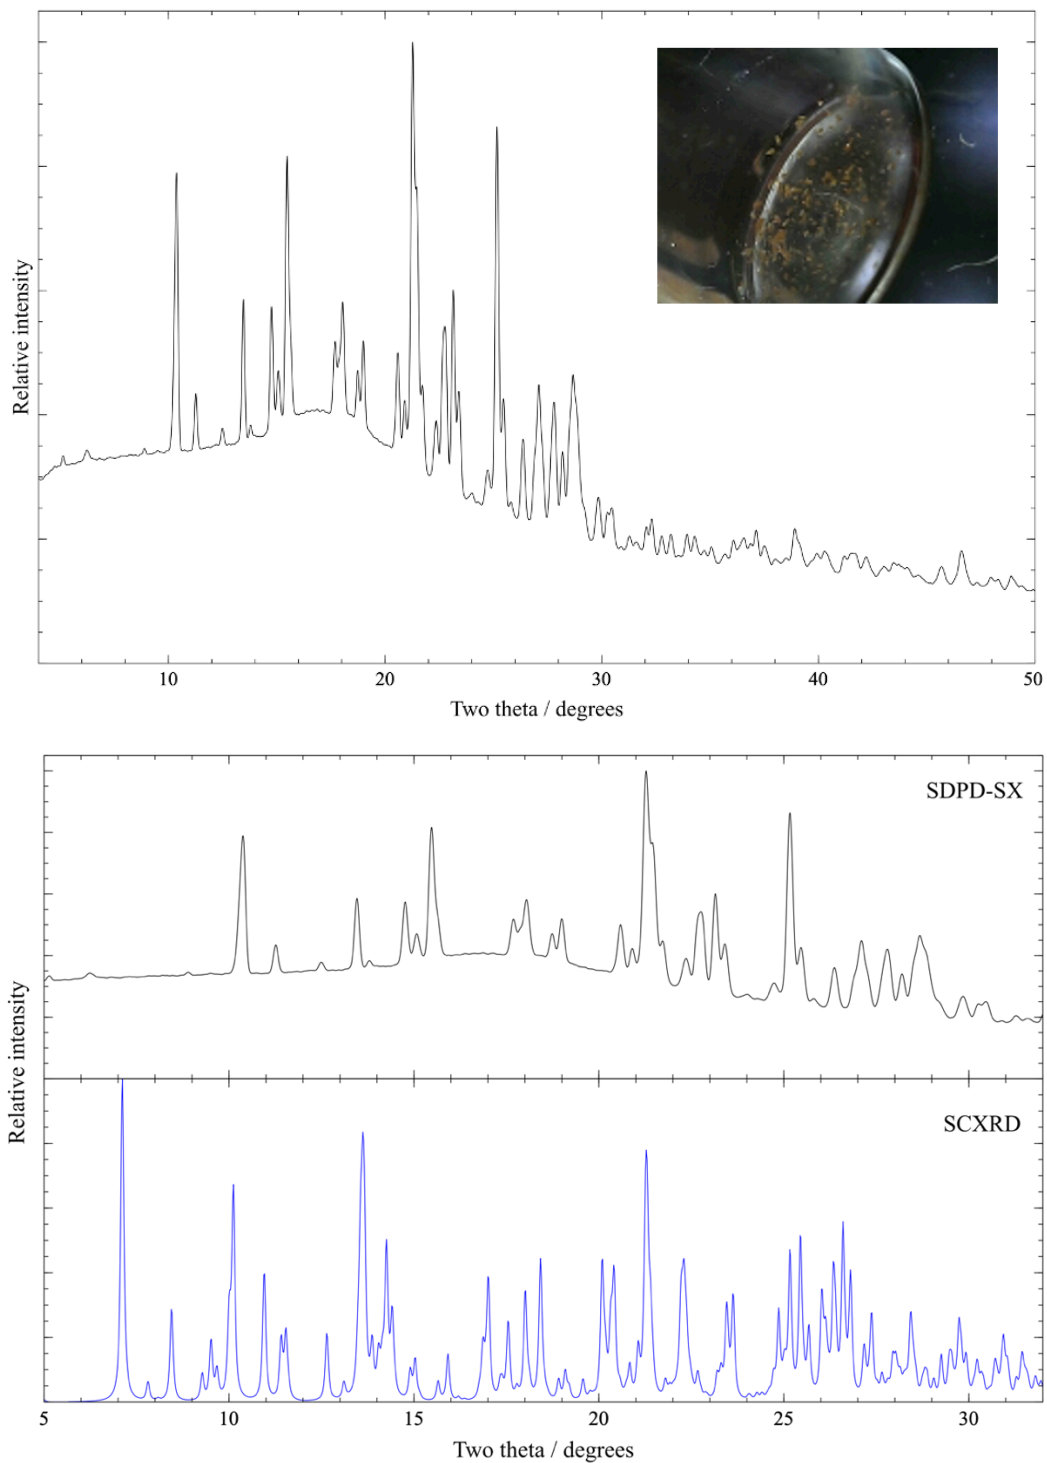 Relative intensity
10 20 30 40 50
Two theta / degrees
SDPD-SX
Relative intensity
SCXRD
5 10 15 20 25 30
Two theta / degrees